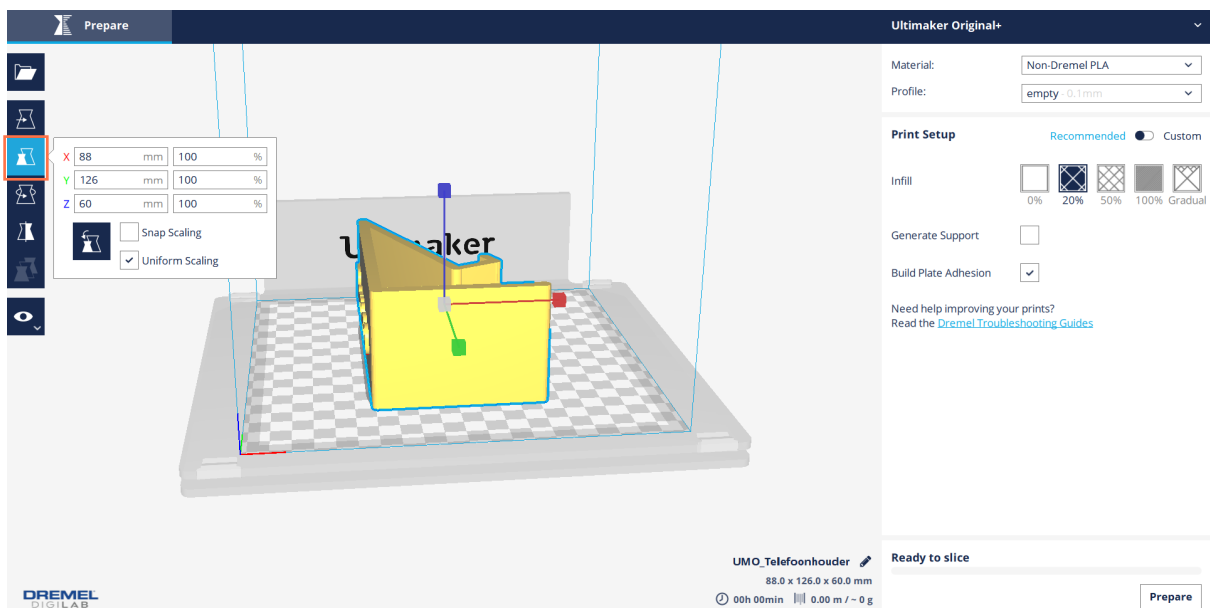 Prepare
Ultimaker Original+
Material:
Non-Dremel PLA
Profile:
empty - 0.1mm
Print Setup
Recommended
Custom
Infill
0% 20% 50% 100% Gradual
Generate Support
Build Plate Adhesion
Need help improving your prints?
Read the Dremel Troubleshooting Guides
X 88 mm 100 %
Y 126 mm 100 %
Z 60 mm 100 %
Snap Scaling
Uniform Scaling
aker
UMO_Telefoonhouder
88.0 x 126.0 x 60.0 mm
00h 00min 0.00 m / ~ 0 g
Ready to slice
Prepare
DREMEL
DIGILAB